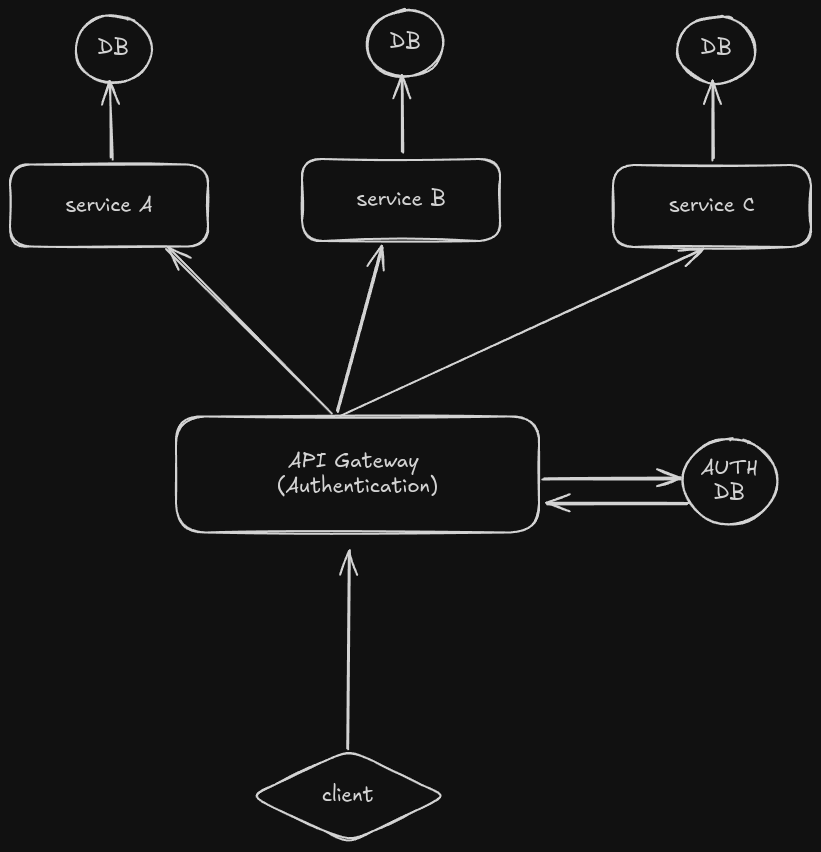 DB
DB
DB
service A
service B
service C
API Gateway
(Authentication)
AUTH
DB
client